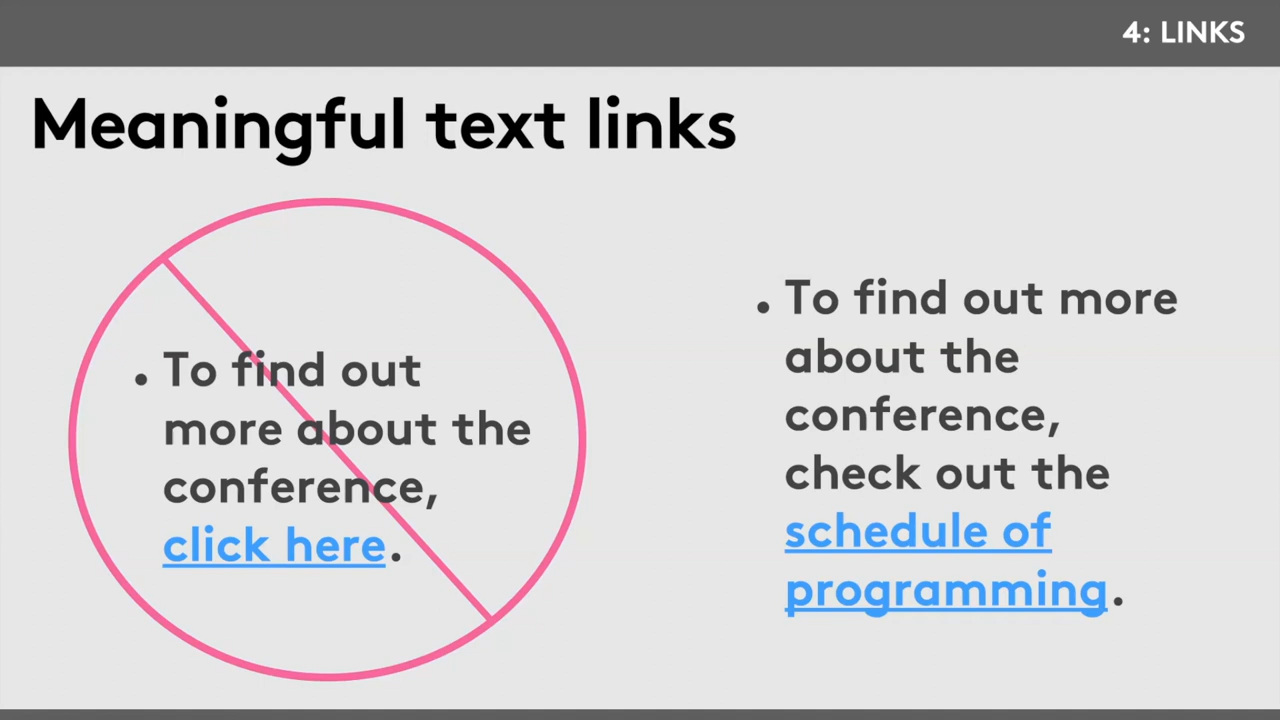 4: LINKS
Meaningful text links
• To find out
more about the
conference,
click here.
• To find out more
about the
conference,
check out the
schedule of
programming.